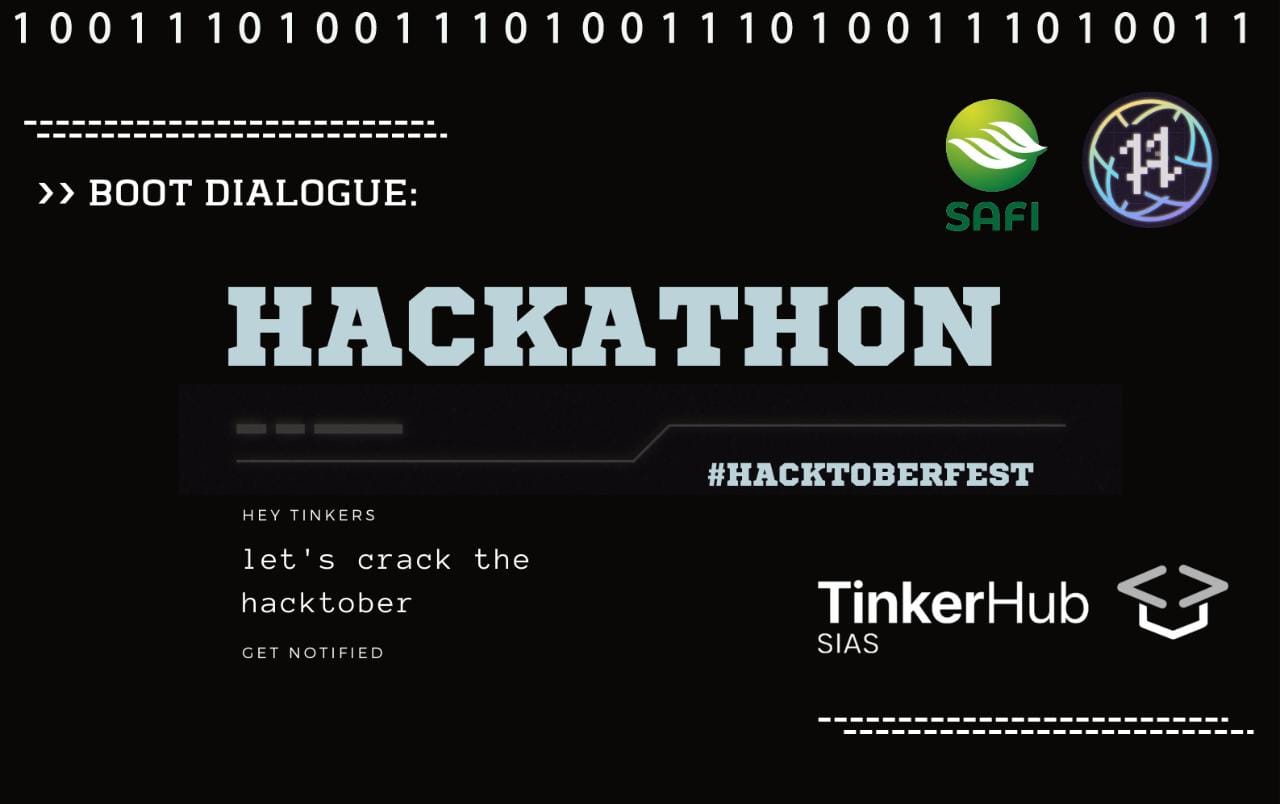 1 0 0 1 1 1 0 1 0 0 1 1 1 0 1 0 0 1 1 1 0 1 0 0 1 1 1 0 1 0 0 1 1
>> BOOT DIALOGUE:
SAFI
HACKATHON
#HACKTOBERFEST
HEY TINKERS
let's crack the
hacktober
GET NOTIFIED
TinkerHub
SIAS